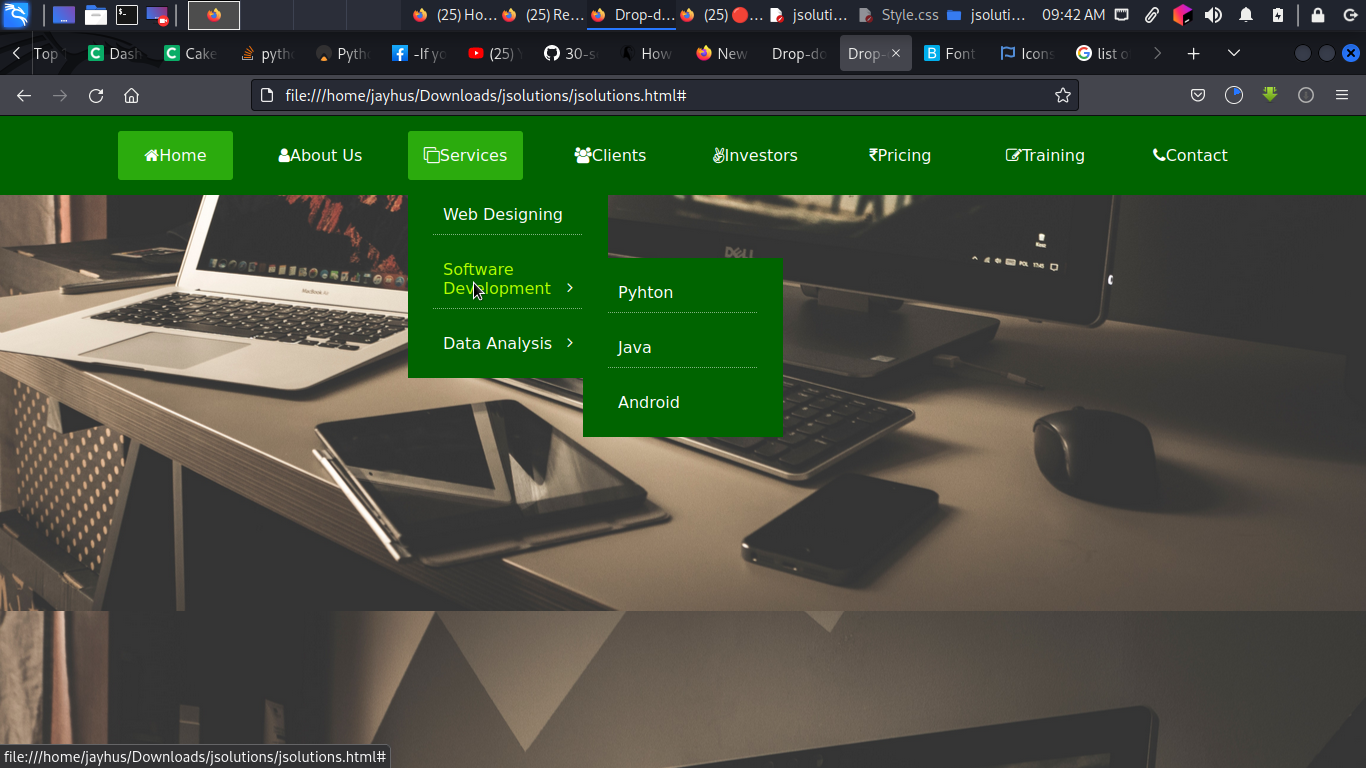 (25) Ho...
(25) Re...
Drop-d...
(25) 🔴...
jsoluti...
Style.css
jsoluti...
09:42 AM
Top
Dash
Cake
pytho
Pytho
-If yo
(25)
30-s
How
New
Drop-do
Drop-
Font
Icons
list o
file:///home/jayhus/Downloads/jsolutions/jsolutions.html#
Home
About Us
Services
Clients
Investors
₹Pricing
Training
Contact
Web Designing
Software
Development
Data Analysis
Pyhton
Java
Android
DELL
MacBook Air
file:///home/jayhus/Downloads/jsolutions/jsolutions.html#